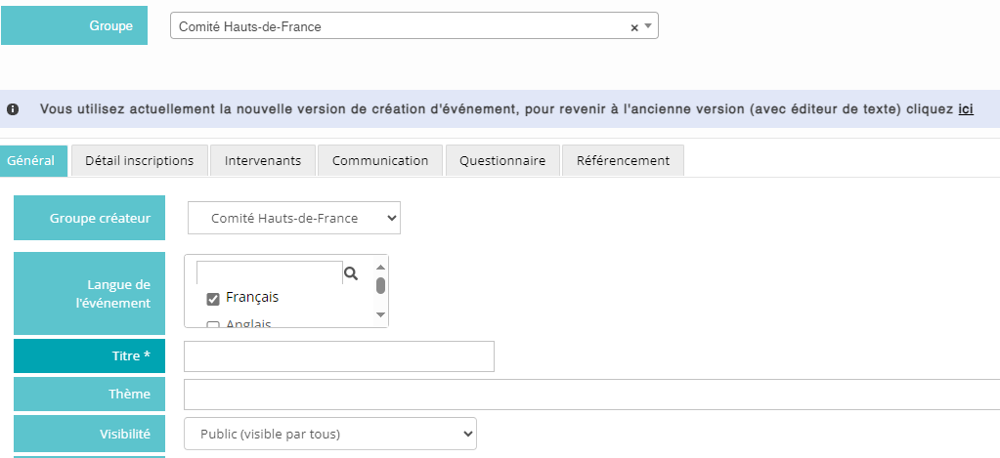 Groupe
Comité Hauts-de-France
Vous utilisez actuellement la nouvelle version de création d'événement, pour revenir à l'ancienne version (avec éditeur de texte) cliquez ici
Général Détail inscriptions Intervenants Communication Questionnaire Référencement
Groupe créateur
Comité Hauts-de-France
Langue de
l'événement
Français
Anglais
Titre *
Thème
Visibilité
Public (visible par tous)